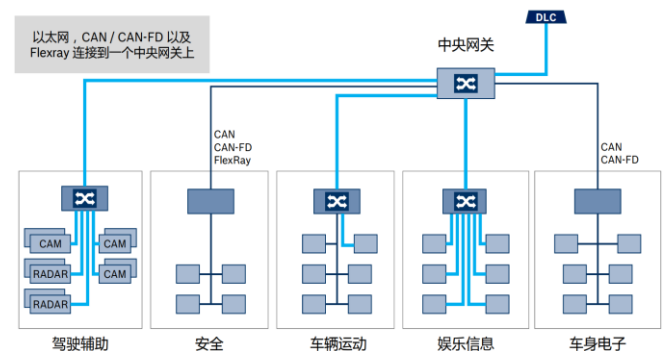 DLC
以太网，CAN / CAN-FD 以及
Flexray 连接到一个中央网关上
中央网关
CAN
CAN-FD
FlexRay
CAN
CAN-FD
CAM
CAM
RADAR
CAM
RADAR
驾驶辅助
安全
车辆运动
娱乐信息
车身电子